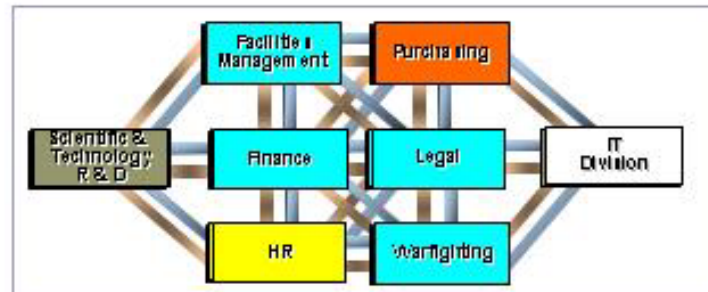 Facilities
Management
Purchasing
Scientific &
Technology
R & D
Finance
Legal
IT
Division
HR
Warfighting